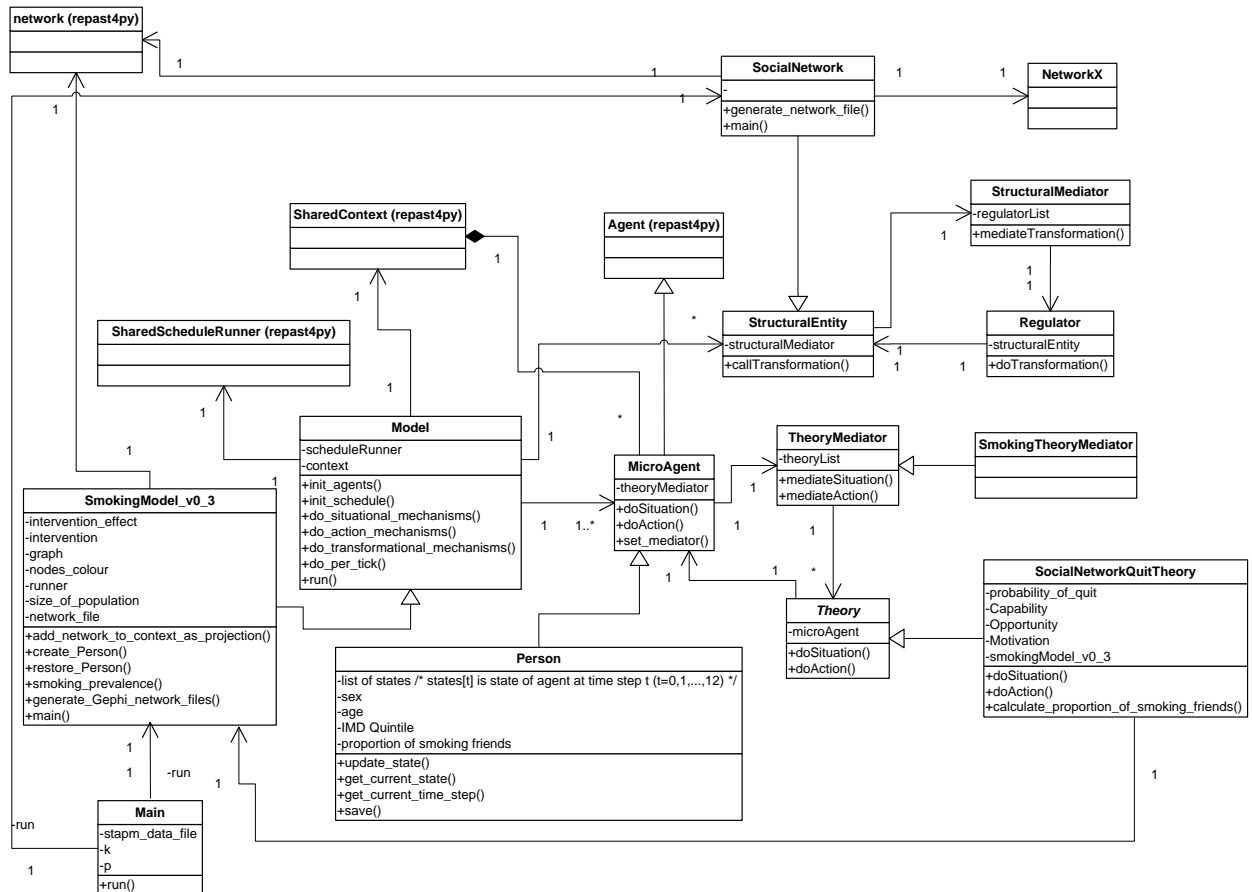 network (repast4py)
1
1
1
SocialNetwork
-
+generate_network_file()
+main()
1
1
1
NetworkX
StructuralMediator
-regulatorList
+mediateTransformation()
1
SharedContext (repast4py)
1
Agent (repast4py)
1
1
StructuralEntity
-structuralMediator
+callTransformation()
*
Regulator
-structuralEntity
+doTransformation()
1
1
1
SharedScheduleRunner (repast4py)
1
1
1
Model
-scheduleRunner
-context
+init_agents()
+init_schedule()
+do_situational_mechanisms()
+do_action_mechanisms()
+do_transformational_mechanisms()
+do_per_tick()
+run()
1
1
1
1..*
*
MicroAgent
-theoryMediator
+doSituation()
+doAction()
+set_mediator()
1
1
TheoryMediator
-theoryList
+mediateSituation()
+mediateAction()
SmokingTheoryMediator
1
*
1
1
Theory
-microAgent
+doSituation()
+doAction()
SocialNetworkQuitTheory
-probability_of_quit
-Capability
-Opportunity
-Motivation
-smokingModel_v0_3
+doSituation()
+doAction()
+calculate_proportion_of_smoking_friends()
1
1
SmokingModel_v0_3
-intervention_effect
-intervention
-graph
-nodes_colour
-runner
-size_of_population
-network_file
+add_network_to_context_as_projection()
+create_Person()
+restore_Person()
+smoking_prevalence()
+generate_Gephi_network_files()
+main()
Person
-list of states /* states[t] is state of agent at time step t (t=0,1,...,12) */
-sex
-age
-IMD Quintile
-proportion of smoking friends
+update_state()
+get_current_state()
+get_current_time_step()
+save()
1
1
-run
1
Main
-stapm_data_file
-k
-p
+run()
-run
1